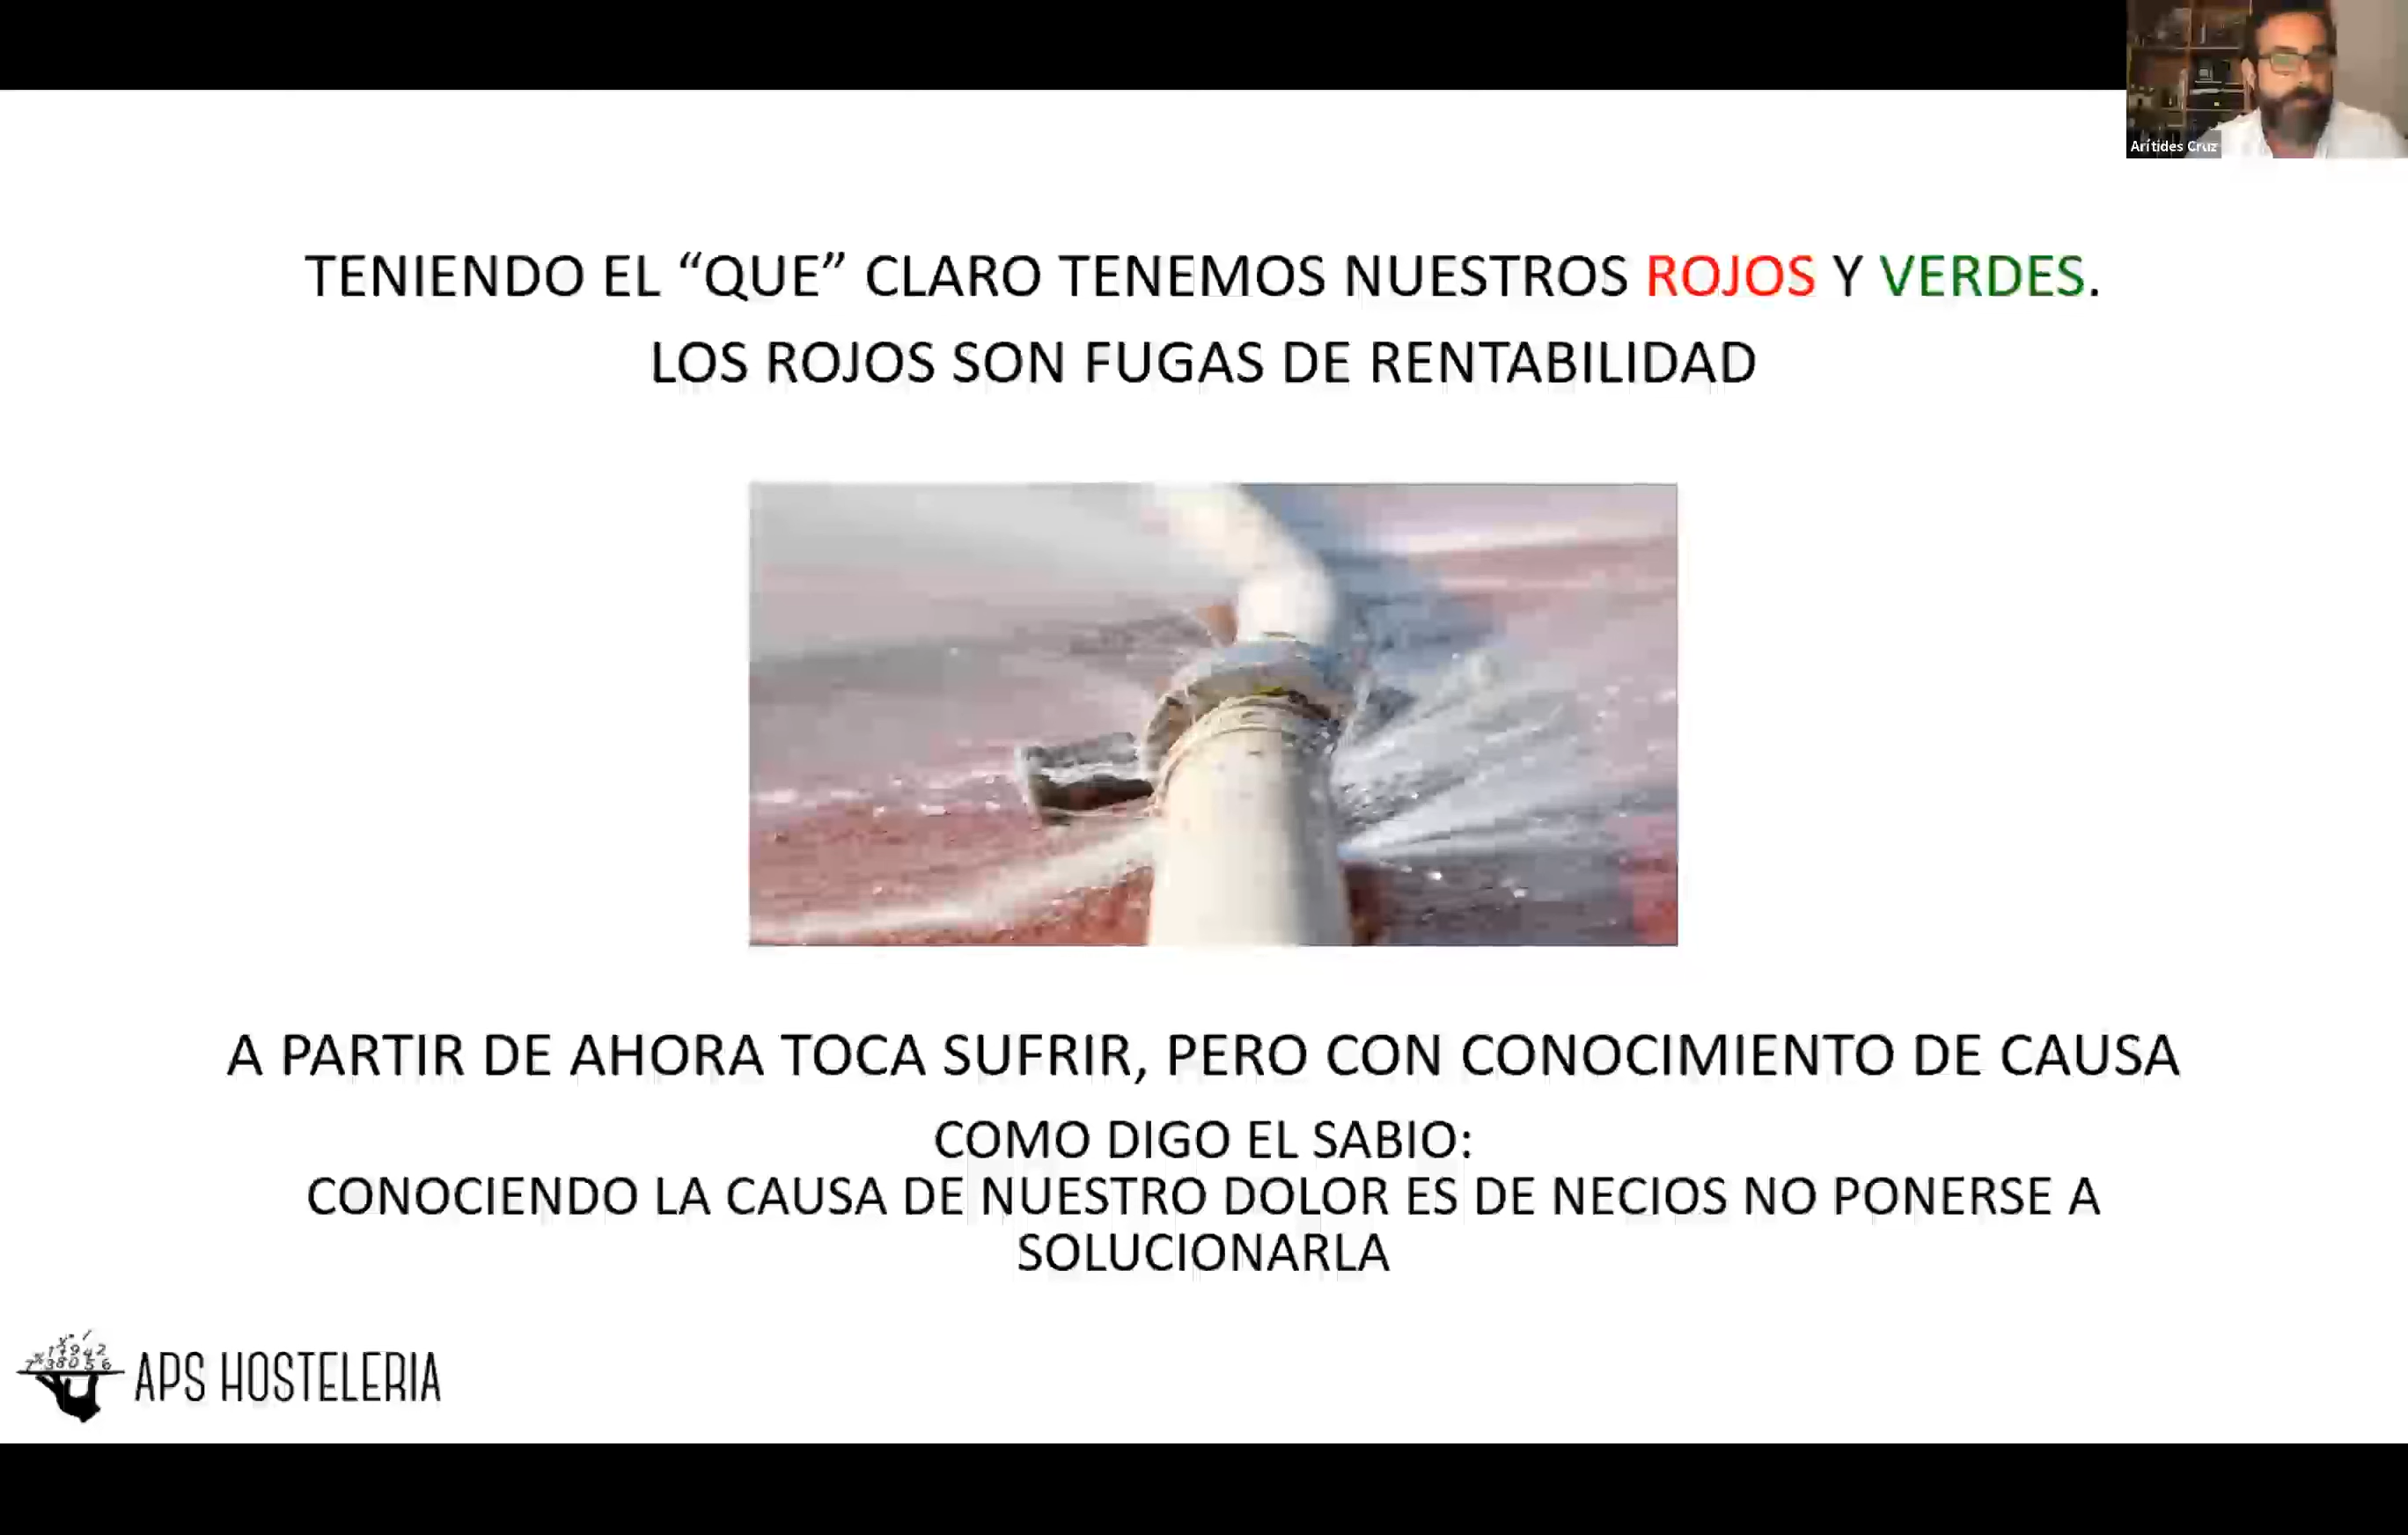 Arítides Cruz
TENIENDO EL “QUE” CLARO TENEMOS NUESTROS ROJOS Y VERDES.
LOS ROJOS SON FUGAS DE RENTABILIDAD
A PARTIR DE AHORA TOCA SUFRIR, PERO CON CONOCIMIENTO DE CAUSA
COMO DIGO EL SABIO:
CONOCIENDO LA CAUSA DE NUESTRO DOLOR ES DE NECIOS NO PONERSE A
SOLUCIONARLA
APS HOSTELERIA